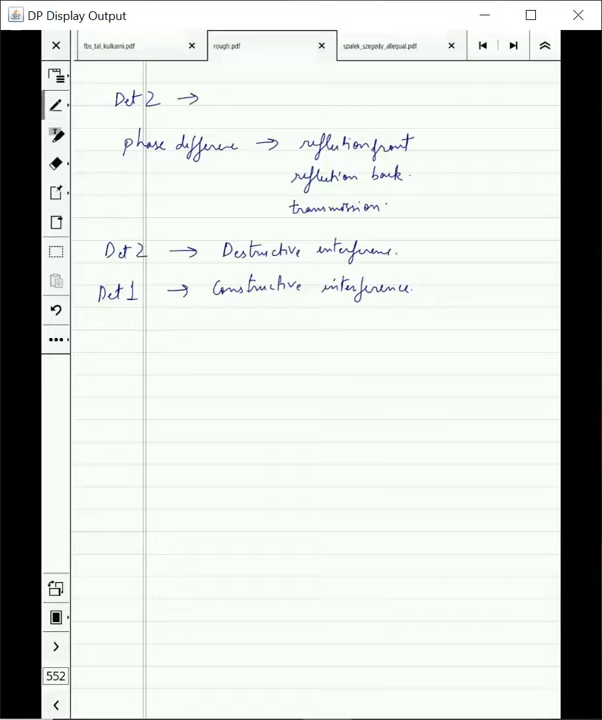 DP Display Output
fbs_tal_kulkarni.pdf
rough.pdf
spalek_szegedy_allequal.pdf
Det 2 →
phase difference → reflection front
reflection back.
transmission.
Det 2 → Destructive interference.
Det 1 → Constructive interference.
552